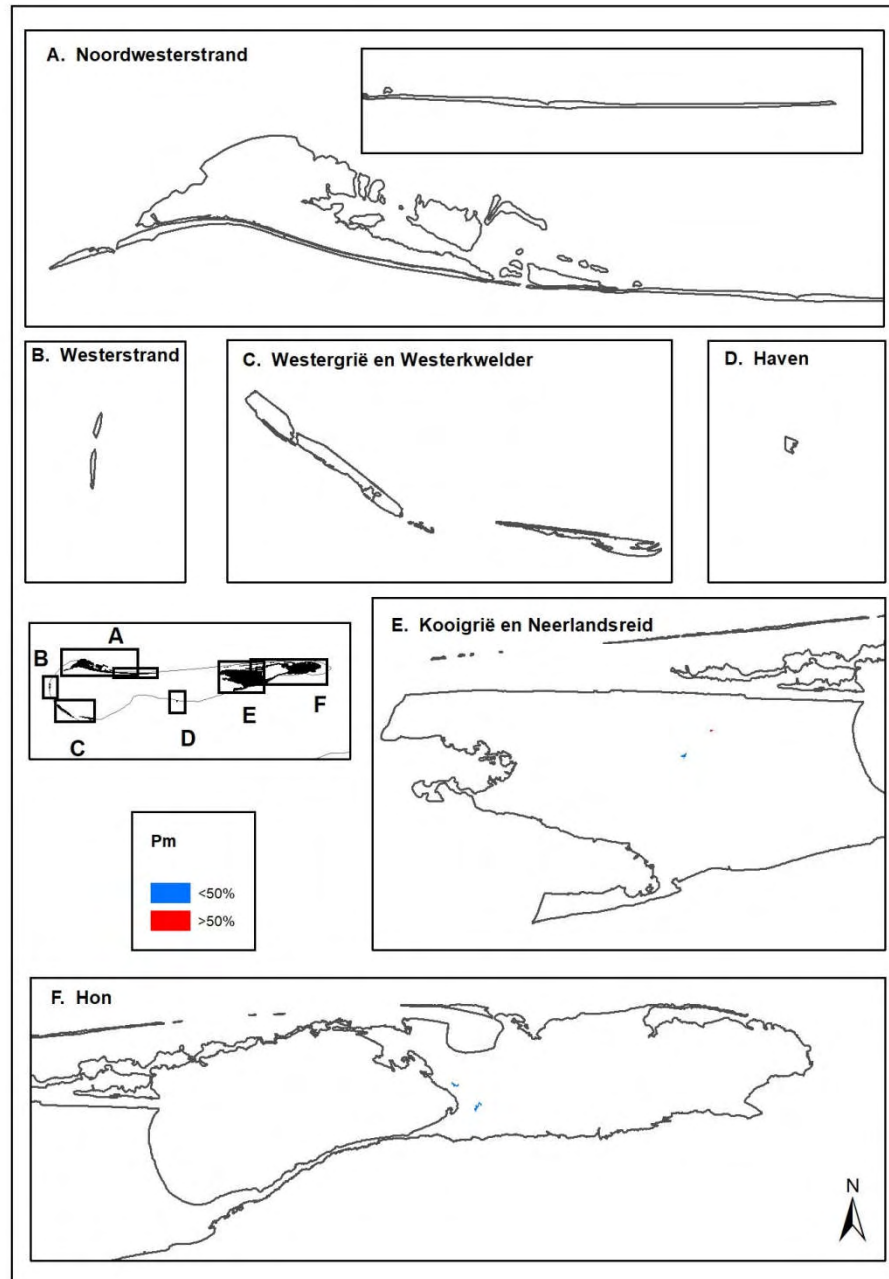 A. Noordwesterstrand
B. Westerstrand
C. Westergrië en Westerkwelder
D. Haven
A
B
C
D
E
F
E. Kooigrië en Neerlandsreid
Pm
<50%
>50%
F. Hon
N